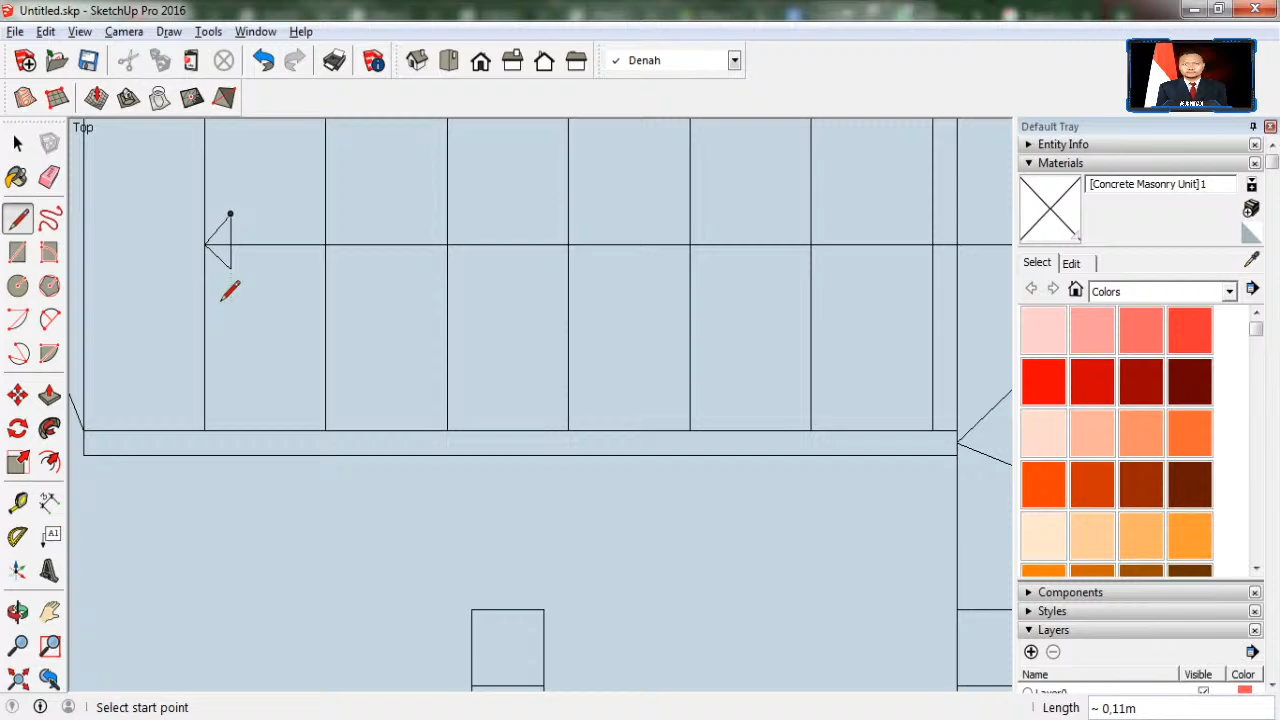 Untitled.skp - SketchUp Pro 2016
File Edit View Camera Draw Tools Window Help
✓ Denah
Top
Default Tray
Entity Info
Materials
[Concrete Masonry Unit]1
Select Edit
Colors
A1
Components
Styles
Layers
Name Visible Color
Layer0
Select start point
Length ~ 0,11m